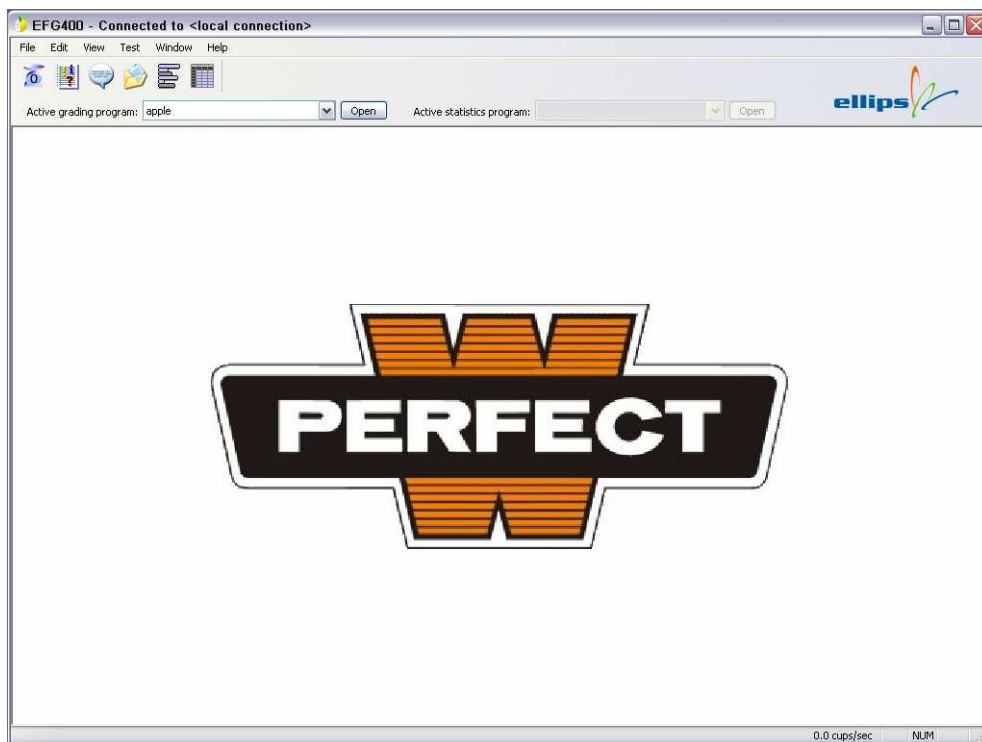 EFG400 - Connected to <local connection>
File Edit View Test Window Help
Active grading program: apple Open Active statistics program: Open
ellips
PERFECT
0.0 cups/sec NUM